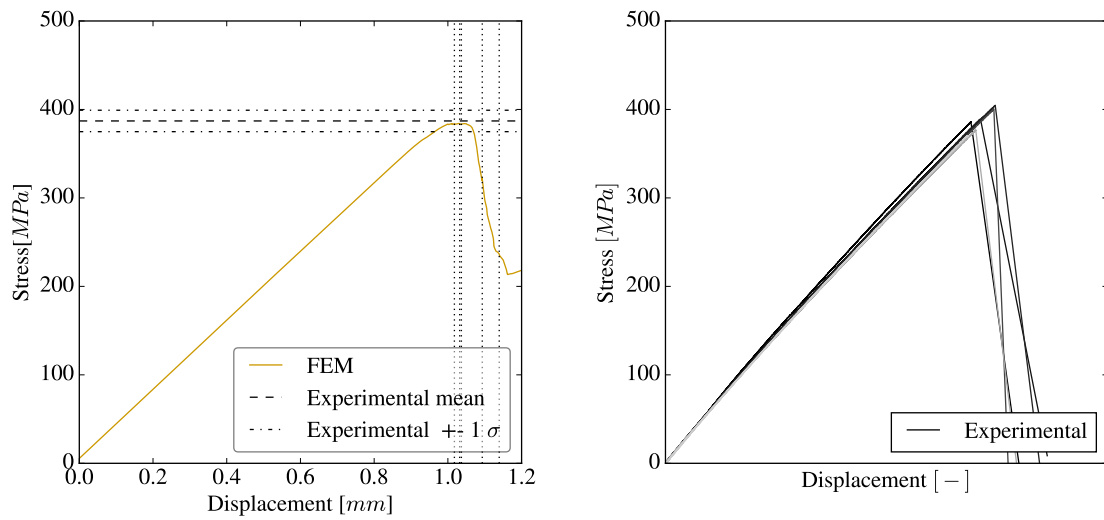 500
400
300
200
100
0
Stress[MPa]
0.0 0.2 0.4 0.6 0.8 1.0 1.2
Displacement [mm]
FEM
Experimental mean
Experimental +- 1 σ
500
400
300
200
100
0
Stress [MPa]
Displacement [−]
Experimental